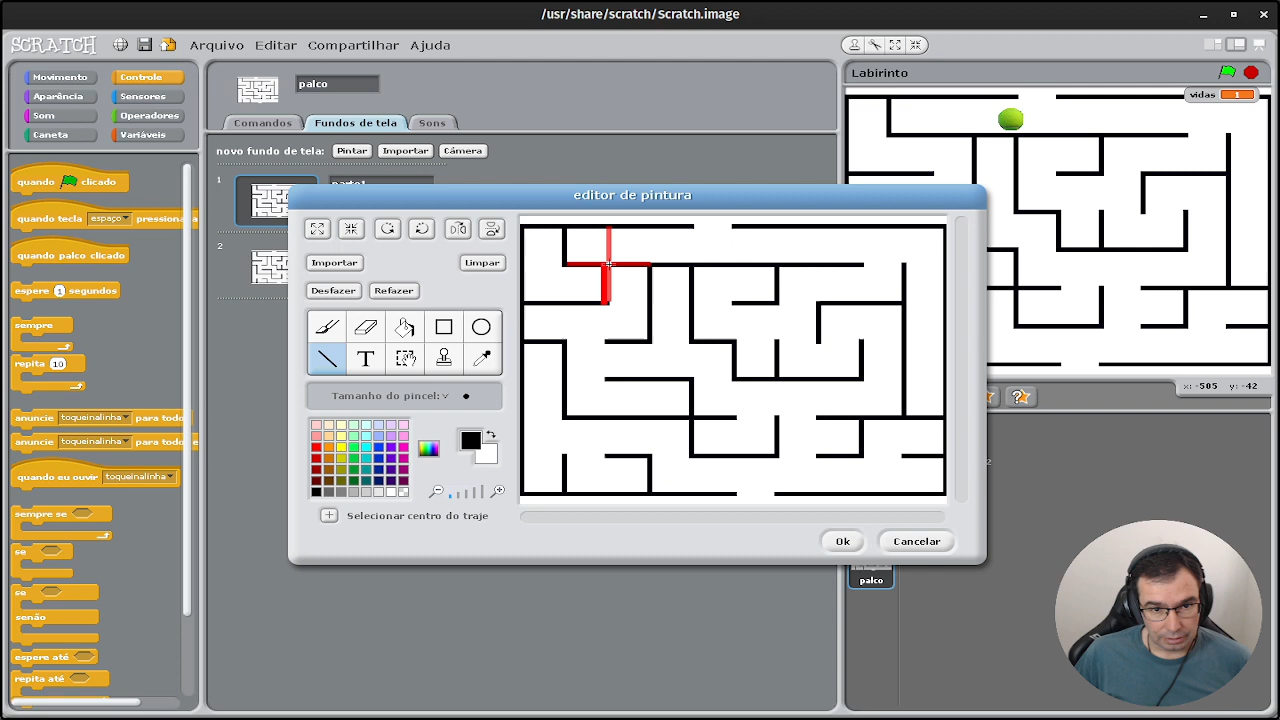 /usr/share/scratch/Scratch.image
SCRATCH Arquivo Editar Compartilhar Ajuda
Movimento Controle
Aparência Sensores
Som Operadores
Caneta Variáveis
palco
Comandos Fundos de tela Sons
novo fundo de tela: Pintar Importar Câmera
1
2
quando clicado
quando tecla espaço pressiona
quando palco clicado
espere 1 segundos
sempre
repita 10
anuncie toqueinalinha para todo
anuncie toqueinalinha para todo
quando eu ouvir toqueinalinha
sempre se
se
se
senão
espere até
repita até
editor de pintura
Importar Limpar
Desfazer Refazer
T
Tamanho do pincel:
Selecionar centro do traje
Ok Cancelar
Labirinto
vidas 1
x: -505 y: -42
?
palco